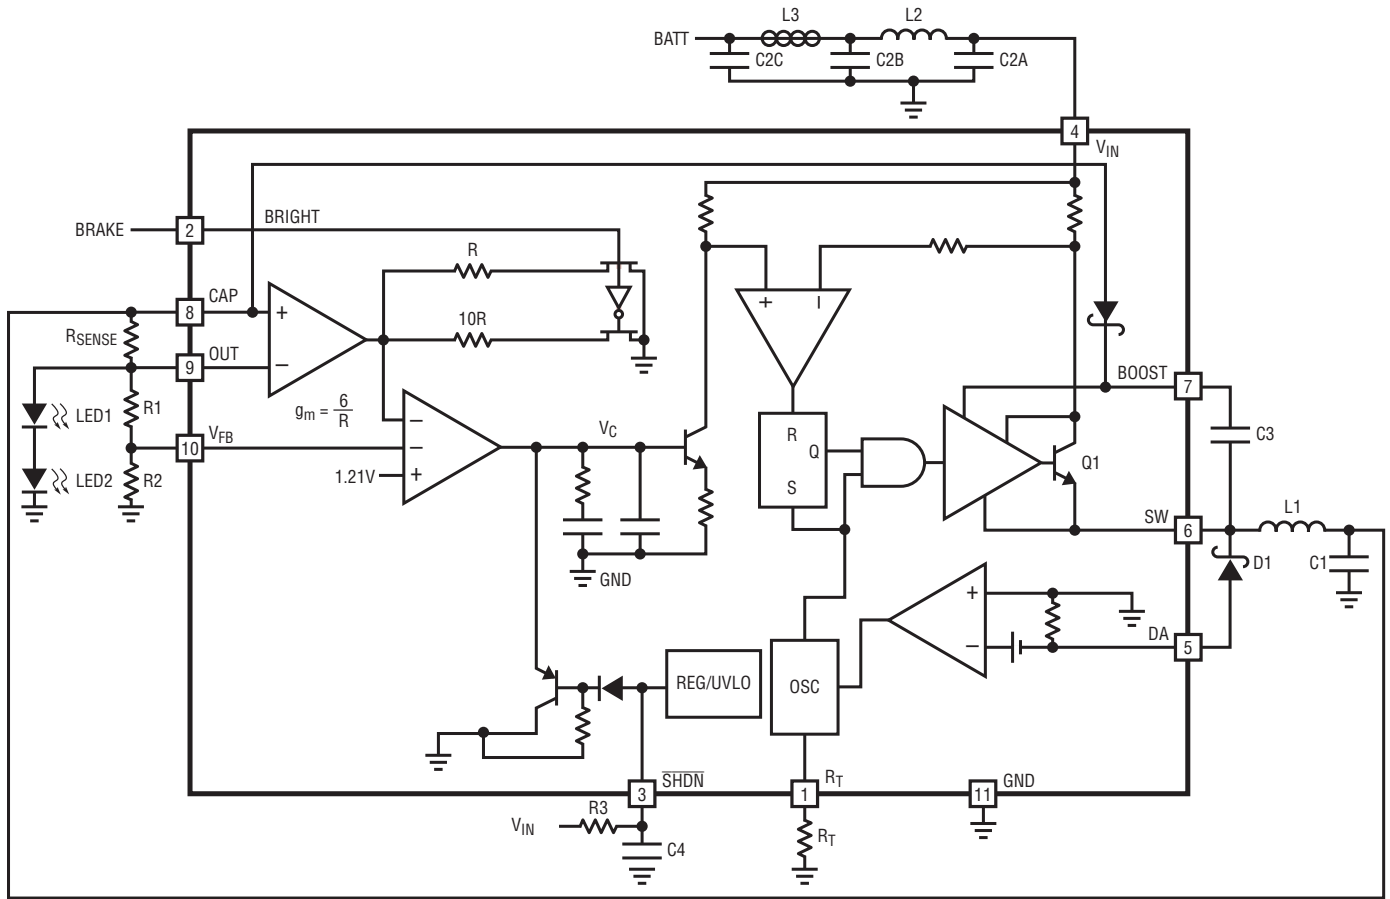 L3
L2
BATT
C2C
C2B
C2A
4
VIN
BRAKE
2
BRIGHT
R
8
CAP
+
+
–
RSENSE
10R
9
OUT
–
BOOST
7
LED1
R1
gm = 6/R
R
Q
C3
10
VFB
–
–
VC
Q1
LED2
R2
1.21V
+
S
SW
6
L1
GND
D1
C1
+
DA
–
5
REG/UVLO
OSC
3
SHDN
1
RT
11
GND
VIN
R3
C4
RT